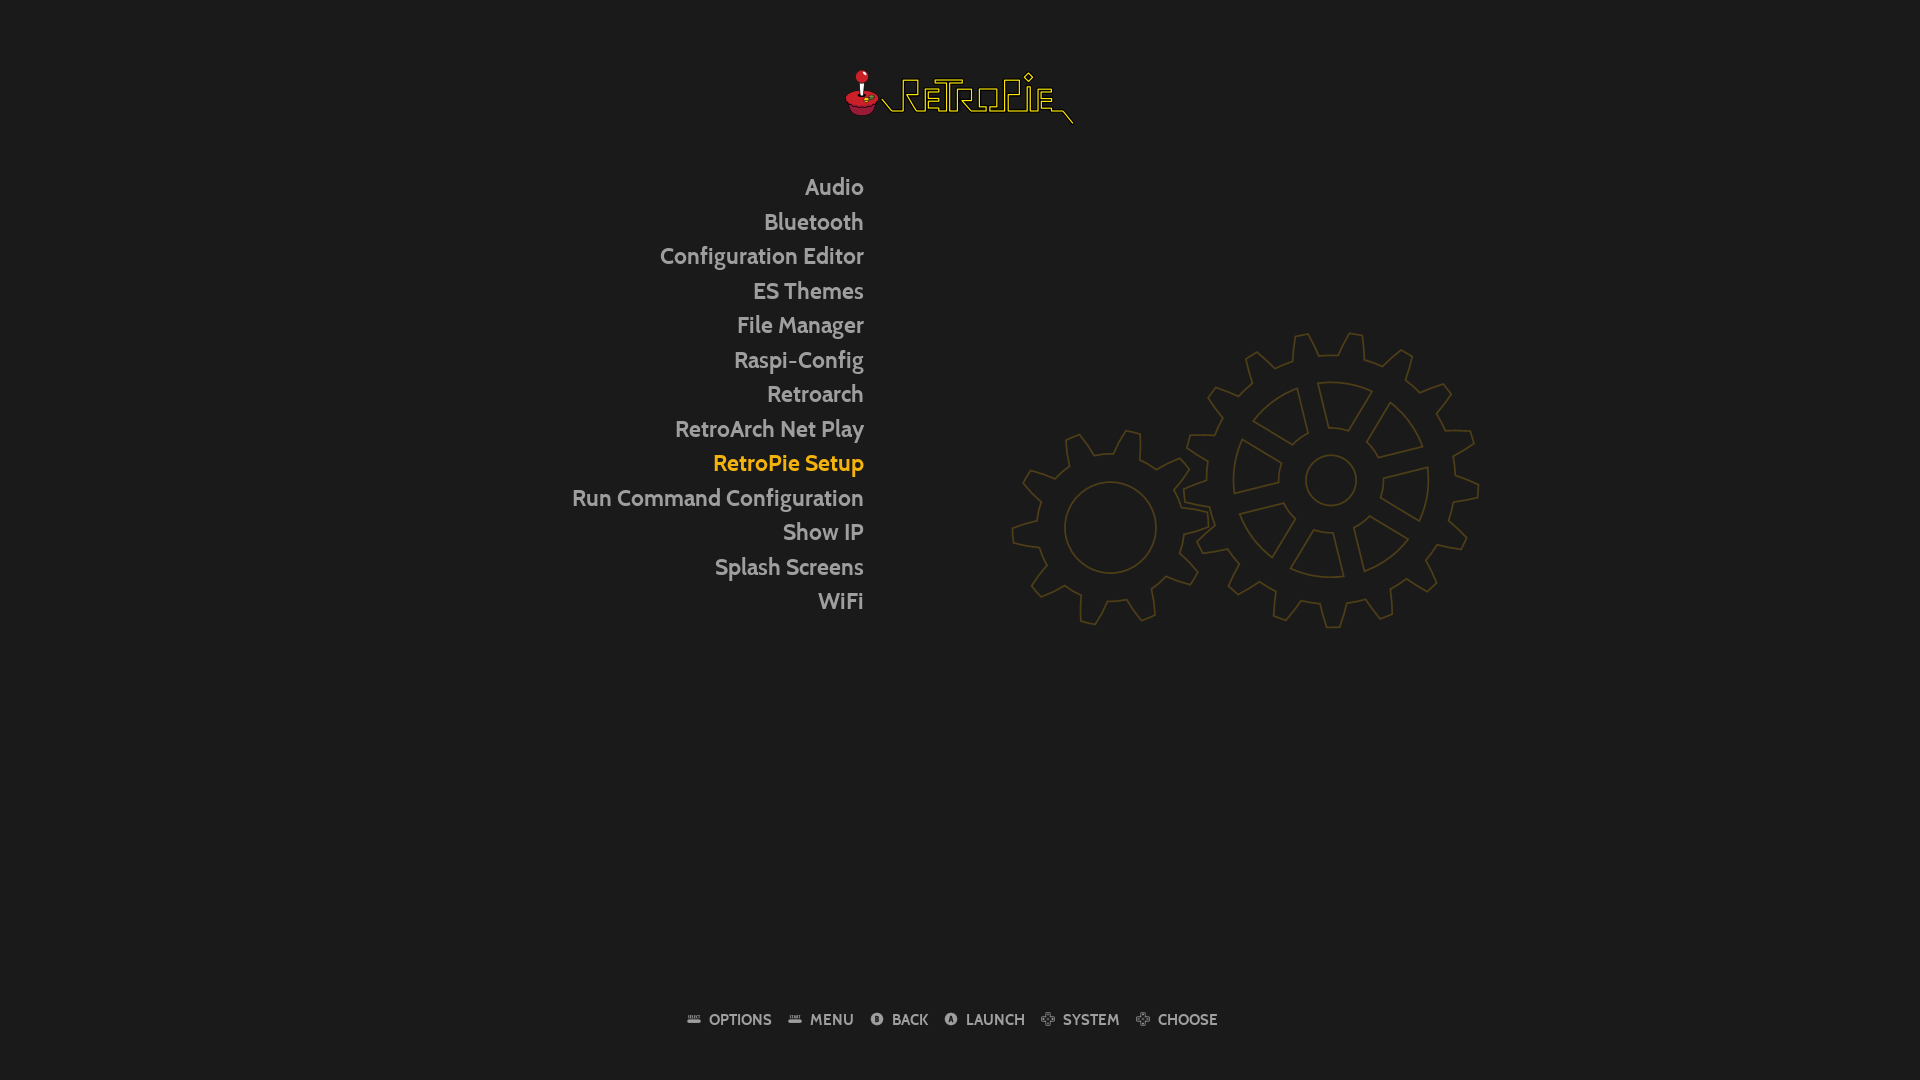 RetroPie
Audio
Bluetooth
Configuration Editor
ES Themes
File Manager
Raspi-Config
Retroarch
RetroArch Net Play
RetroPie Setup
Run Command Configuration
Show IP
Splash Screens
WiFi
OPTIONS MENU B BACK A LAUNCH SYSTEM CHOOSE